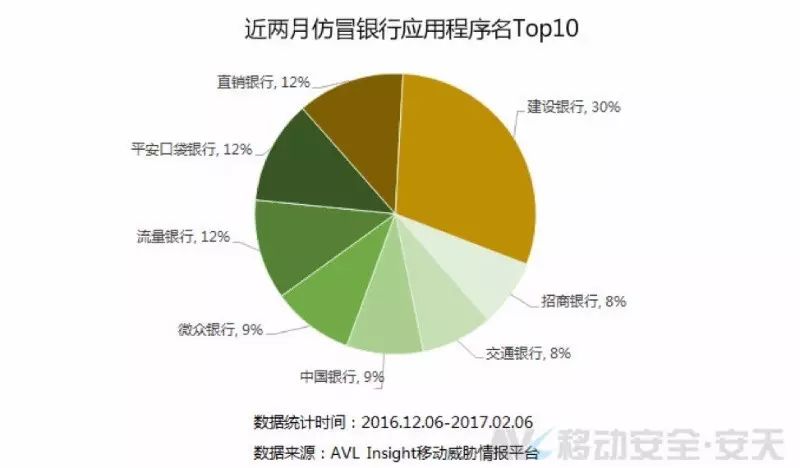 近两月仿冒银行应用程序名Top10
直销银行, 12%
建设银行, 30%
平安口袋银行, 12%
流量银行, 12%
招商银行, 8%
微众银行, 9%
交通银行, 8%
中国银行, 9%
数据统计时间：2016.12.06-2017.02.06
数据来源：AVL Insight移动威胁情报平台
AVL 移动安全·安天